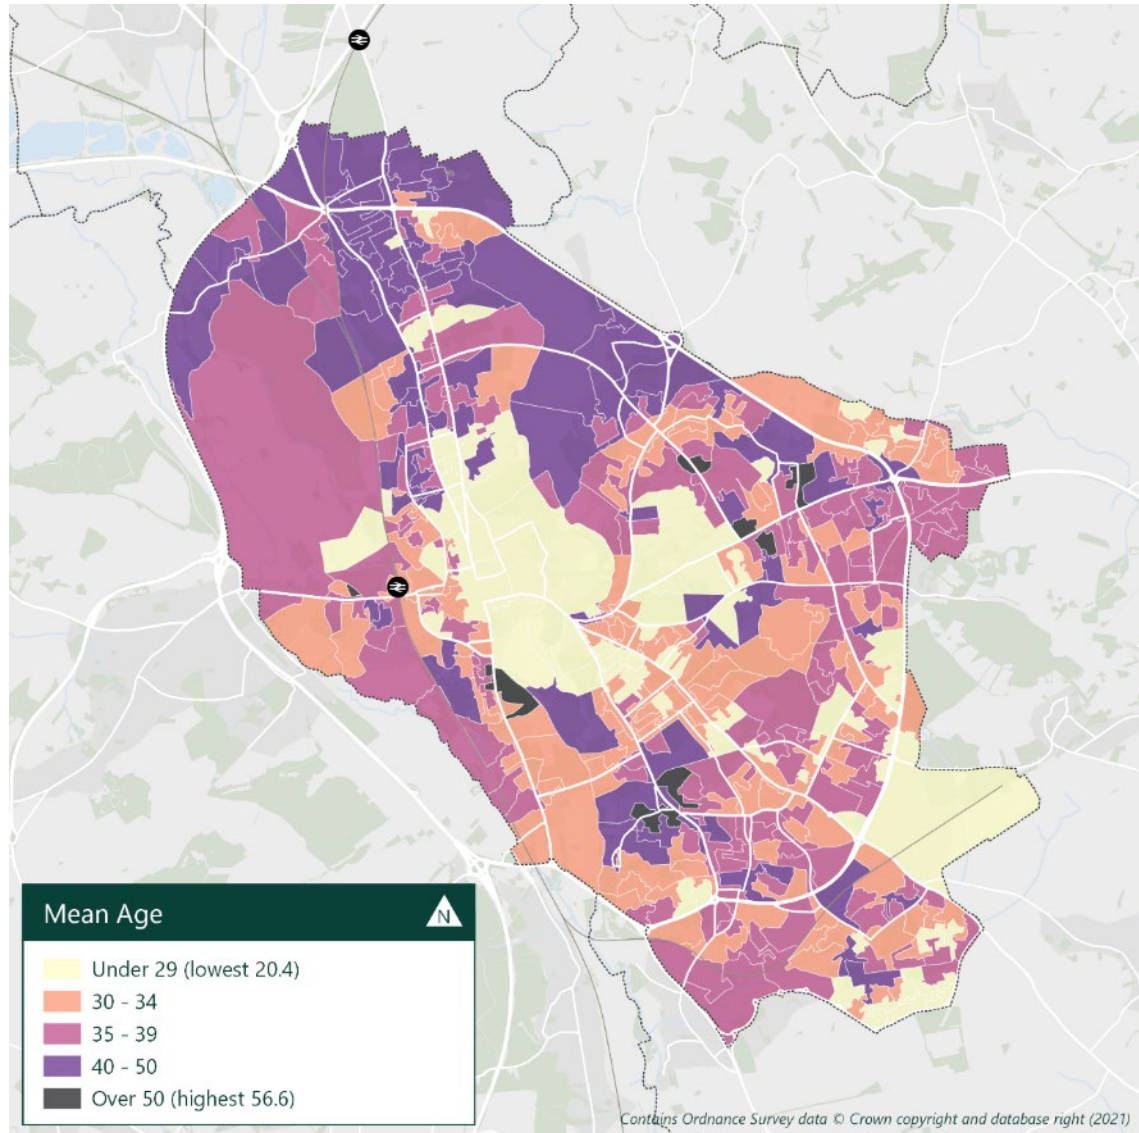 Mean Age
N
Under 29 (lowest 20.4)
30 - 34
35 - 39
40 - 50
Over 50 (highest 56.6)
Contains Ordnance Survey data © Crown copyright and database right (2021)